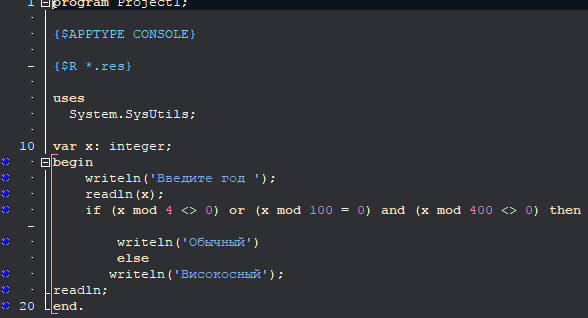 1 program Project1;
{$APPTYPE CONSOLE}
{$R *.res}
uses
System.SysUtils;
10 var x: integer;
begin
writeln('Введите год ');
readln(x);
if (x mod 4 <> 0) or (x mod 100 = 0) and (x mod 400 <> 0) then
writeln('Обычный')
else
writeln('Високосный');
readln;
20 end.